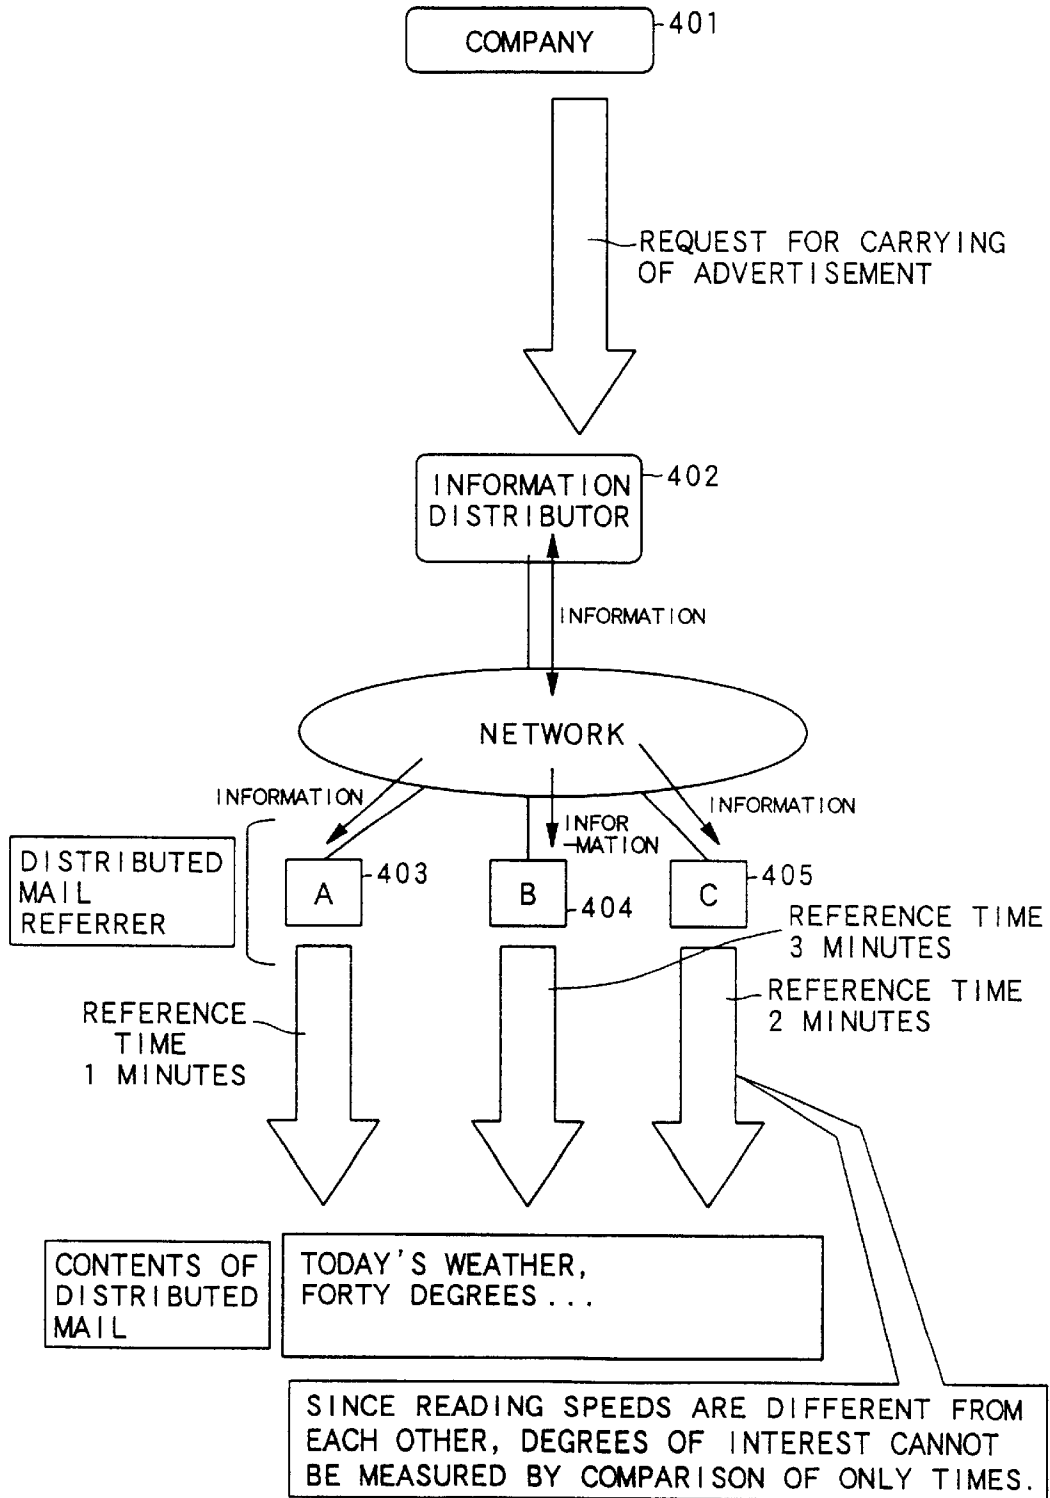 COMPANY
401
REQUEST FOR CARRYING
OF ADVERTISEMENT
INFORMATION
DISTRIBUTOR
402
INFORMATION
NETWORK
INFORMATION
INFOR
-MATION
INFORMATION
DISTRIBUTED
MAIL
REFERRER
A
403
B
404
C
405
REFERENCE TIME
3 MINUTES
REFERENCE TIME
2 MINUTES
REFERENCE
TIME
1 MINUTES
CONTENTS OF
DISTRIBUTED
MAIL
TODAY'S WEATHER,
FORTY DEGREES...
SINCE READING SPEEDS ARE DIFFERENT FROM
EACH OTHER, DEGREES OF INTEREST CANNOT
BE MEASURED BY COMPARISON OF ONLY TIMES.